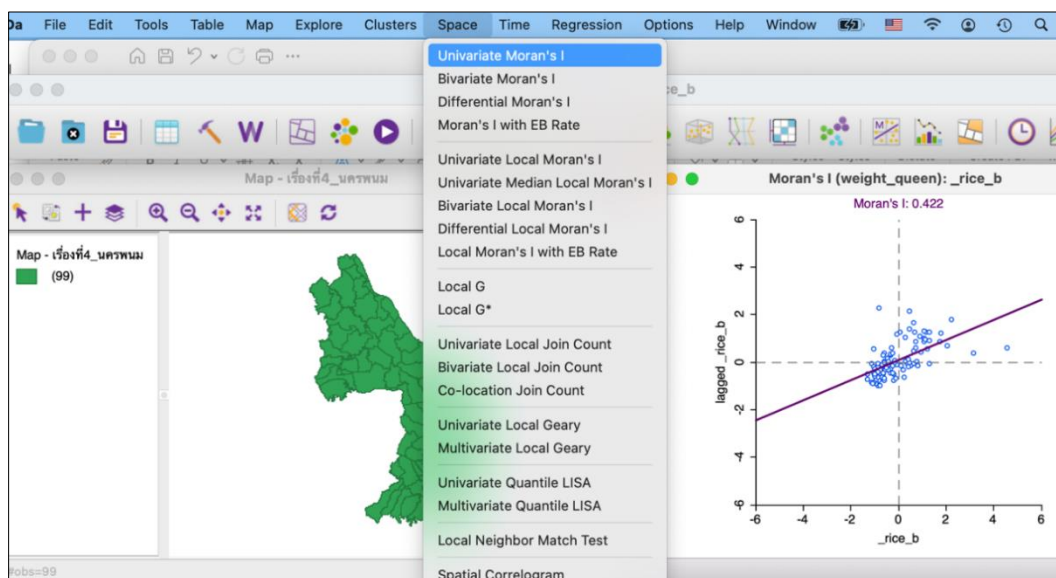 Da File Edit Tools Table Map Explore Clusters Space Time Regression Options Help Window
Univariate Moran's I
Bivariate Moran's I
Differential Moran's I
Moran's I with EB Rate
Univariate Local Moran's I
Univariate Median Local Moran's I
Bivariate Local Moran's I
Differential Local Moran's I
Local Moran's I with EB Rate
Local G
Local G*
Univariate Local Join Count
Bivariate Local Join Count
Co-location Join Count
Univariate Local Geary
Multivariate Local Geary
Univariate Quantile LISA
Multivariate Quantile LISA
Local Neighbor Match Test
Spatial Correlogram
ce_b
W
Map - เรื่องที่4_นครพนม
Map - เรื่องที่4_นครพนม
(99)
#obs=99
Moran's I (weight_queen): _rice_b
Moran's I: 0.422
lagged _rice_b
6
4
2
0
-2
-4
-6
-6 -4 -2 0 2 4 6
_rice_b